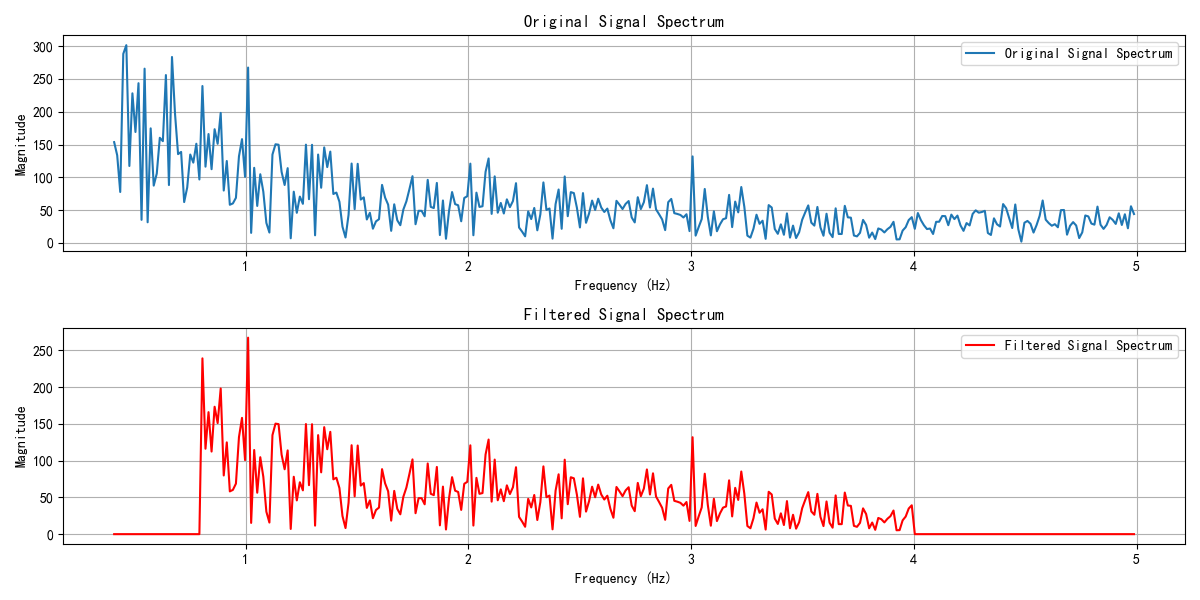 Original Signal Spectrum
300
250
200
150
100
50
0
Magnitude
Original Signal Spectrum
1
2
3
4
5
Frequency (Hz)
Filtered Signal Spectrum
250
200
150
100
50
0
Magnitude
Filtered Signal Spectrum
1
2
3
4
5
Frequency (Hz)